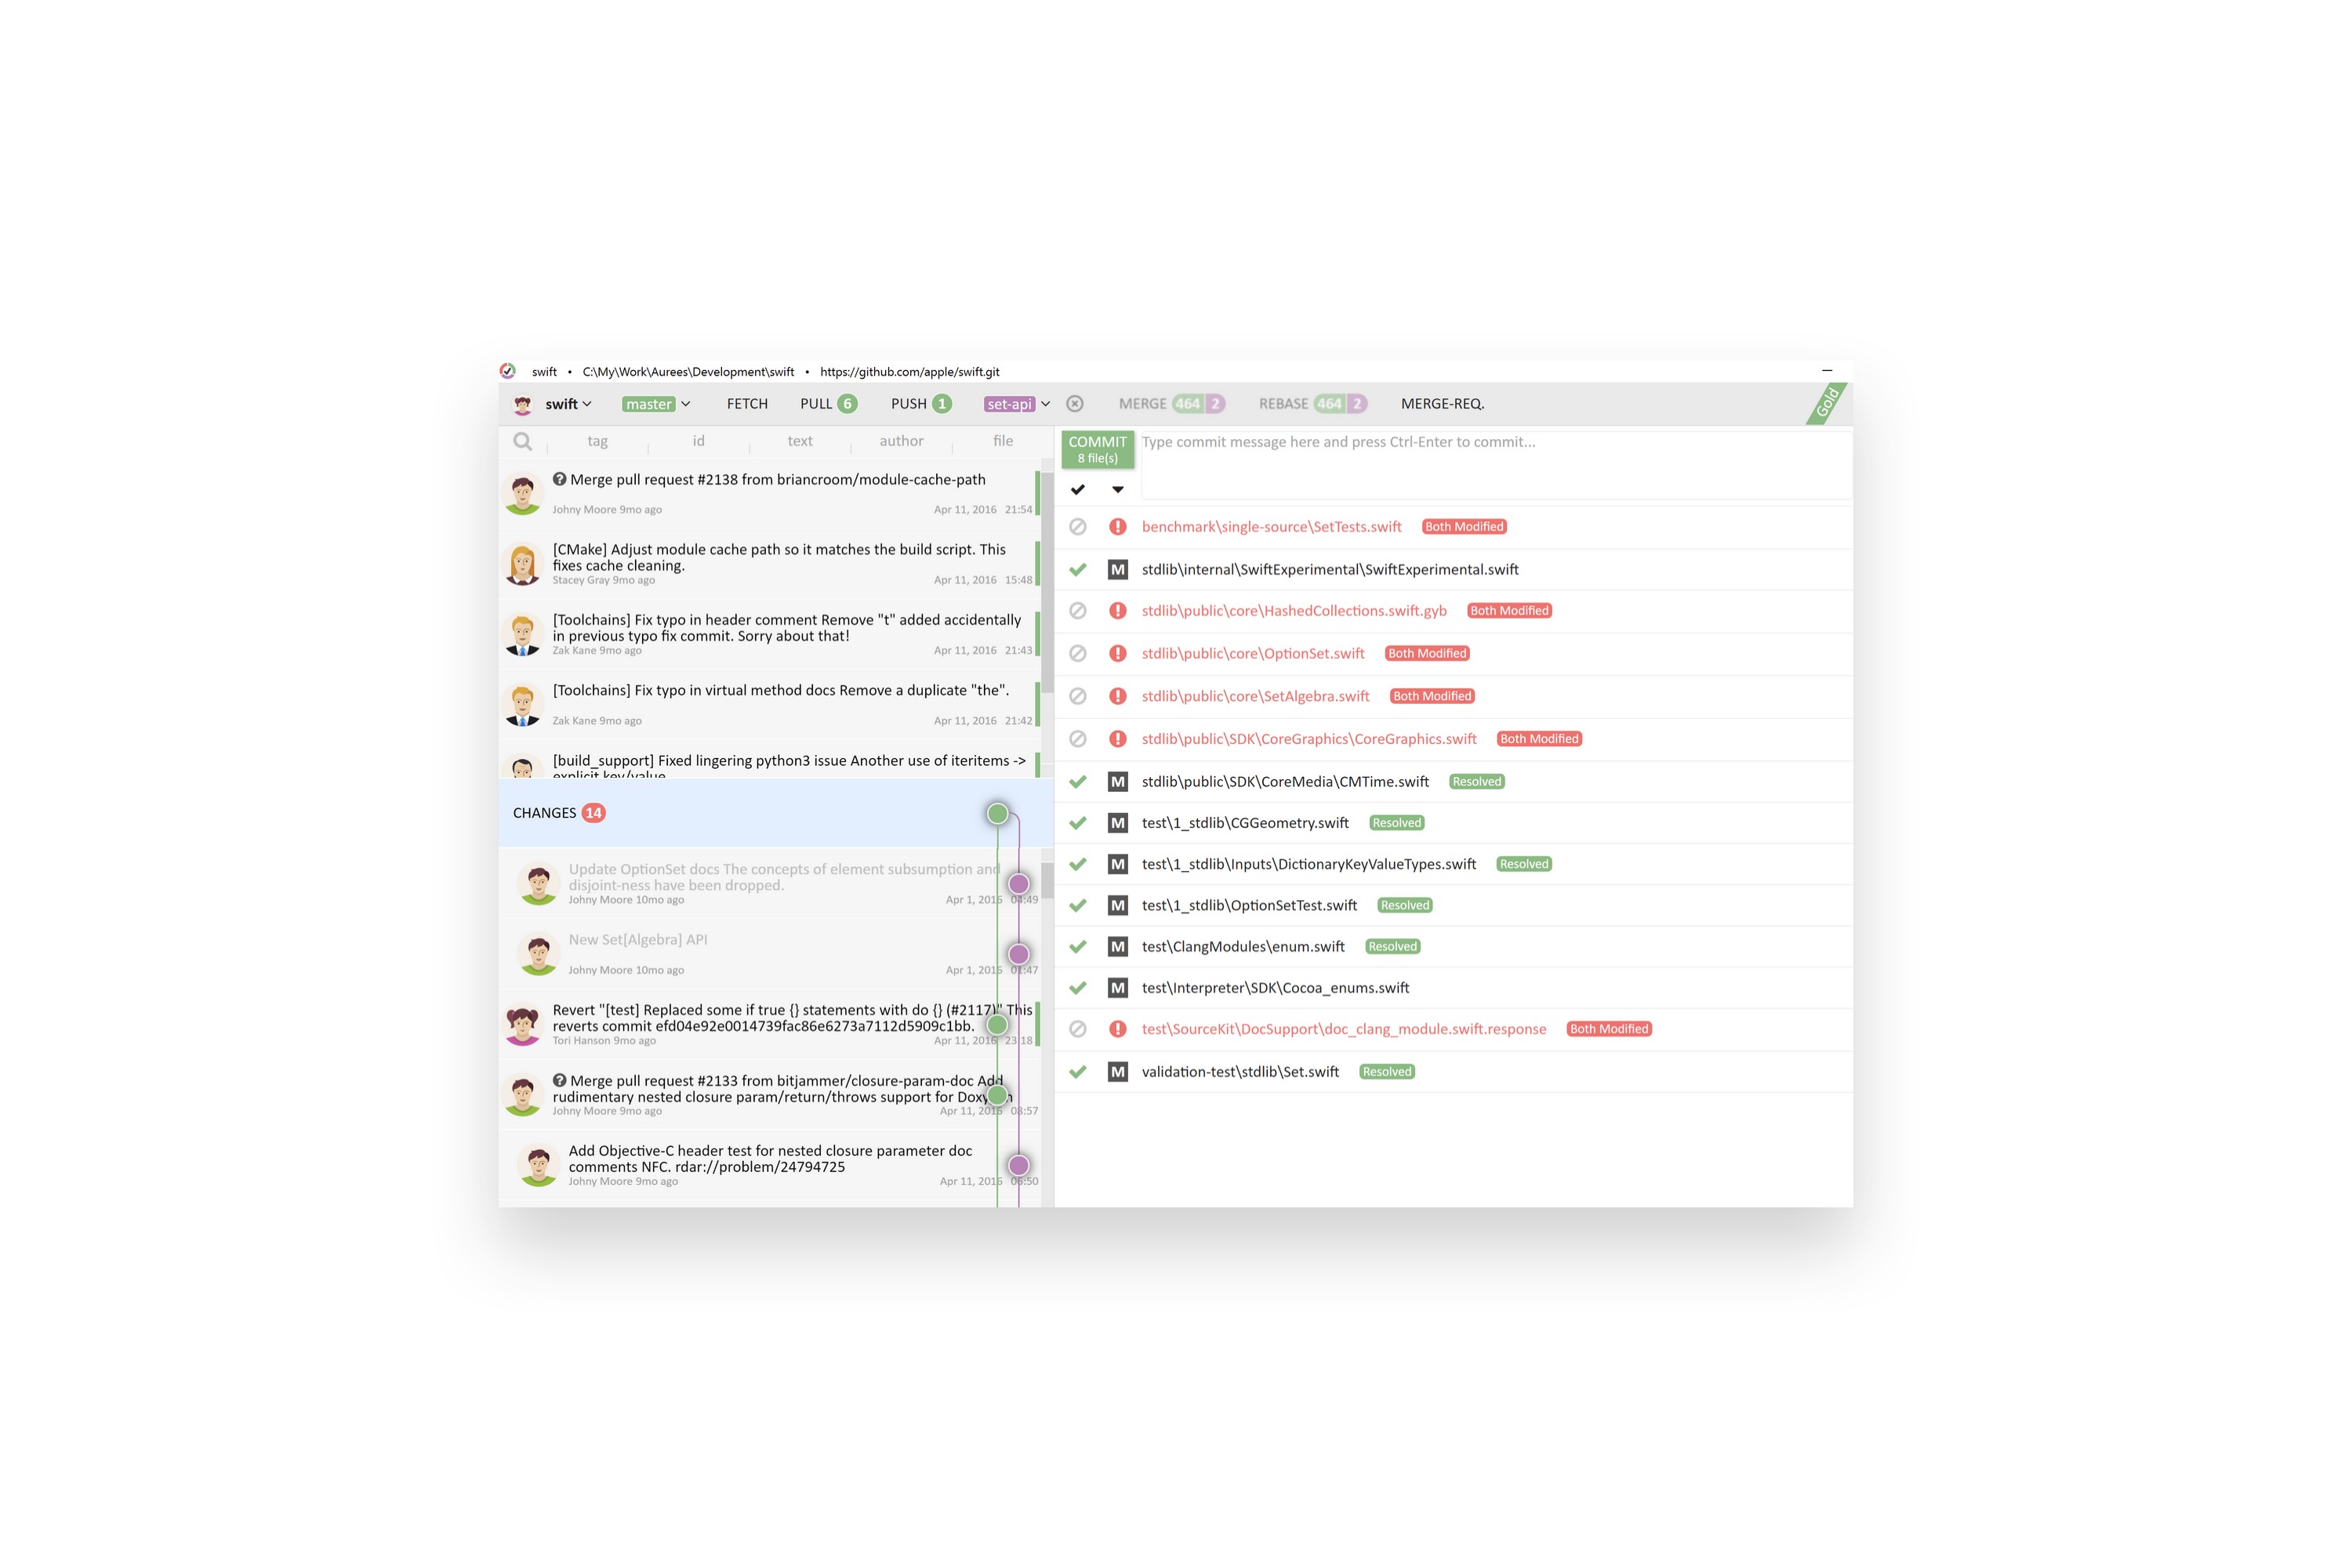 swift • C:\My\Work\Aurees\Development\swift • https://github.com/apple/swift.git
swift master FETCH PULL 6 PUSH 1 set-api MERGE 464 2 REBASE 464 2 MERGE-REQ. Gold
tag id text author file
Merge pull request #2138 from briancroom/module-cache-path
Johny Moore 9mo ago Apr 11, 2016 21:54
[CMake] Adjust module cache path so it matches the build script. This
fixes cache cleaning.
Stacey Gray 9mo ago Apr 11, 2016 15:48
[Toolchains] Fix typo in header comment Remove "t" added accidentally
in previous typo fix commit. Sorry about that!
Zak Kane 9mo ago Apr 11, 2016 21:43
[Toolchains] Fix typo in virtual method docs Remove a duplicate "the".
Zak Kane 9mo ago Apr 11, 2016 21:42
[build_support] Fixed lingering python3 issue Another use of iteritems ->
explicit key/value
CHANGES 14
Update OptionSet docs The concepts of element subsumption and
disjoint-ness have been dropped.
Johny Moore 10mo ago Apr 1, 2016 04:49
New Set[Algebra] API
Johny Moore 10mo ago Apr 1, 2016 01:47
Revert "[test] Replaced some if true {} statements with do {} (#2117)" This
reverts commit efd04e92e0014739fac86e6273a7112d5909c1bb.
Tori Hanson 9mo ago Apr 11, 2016 23:18
Merge pull request #2133 from bitjammer/closure-param-doc Add
rudimentary nested closure param/return/throws support for
Johny Moore 9mo ago Apr 11, 2016 08:57
Add Objective-C header test for nested closure parameter doc
comments NFC. rdar://problem/24794725
Johny Moore 9mo ago Apr 11, 2016 06:50
COMMIT
8 file(s)
Type commit message here and press Ctrl-Enter to commit...
benchmark\single-source\SetTests.swift Both Modified
M stdlib\internal\SwiftExperimental\SwiftExperimental.swift
stdlib\public\core\HashedCollections.swift.gyb Both Modified
stdlib\public\core\OptionSet.swift Both Modified
stdlib\public\core\SetAlgebra.swift Both Modified
stdlib\public\SDK\CoreGraphics\CoreGraphics.swift Both Modified
M stdlib\public\SDK\CoreMedia\CMTime.swift Resolved
M test\1_stdlib\CGGeometry.swift Resolved
M test\1_stdlib\Inputs\DictionaryKeyValueTypes.swift Resolved
M test\1_stdlib\OptionSetTest.swift Resolved
M test\ClangModules\enum.swift Resolved
M test\Interpreter\SDK\Cocoa_enums.swift
test\SourceKit\DocSupport\doc_clang_module.swift.response Both Modified
M validation-test\stdlib\Set.swift Resolved